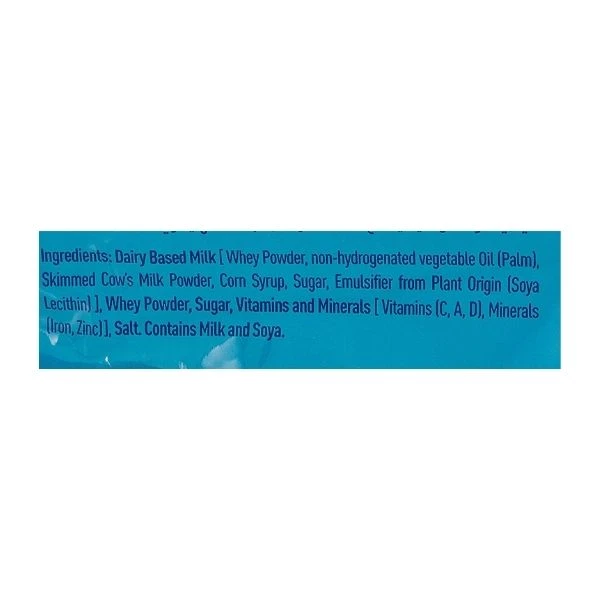 Ingredients: Dairy Based Milk [ Whey Powder, non-hydrogenated vegetable Oil (Palm),
Skimmed Cow's Milk Powder, Corn Syrup, Sugar, Emulsifier from Plant Origin (Soya
Lecithin) ], Whey Powder, Sugar, Vitamins and Minerals [ Vitamins (C, A, D), Minerals
(Iron, Zinc)], Salt. Contains Milk and Soya.